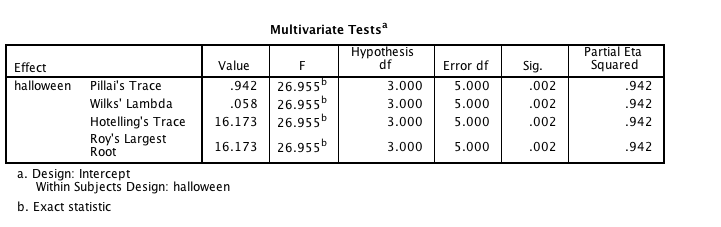 Multivariate Testsa
Effect Value F Hypothesis df Error df Sig. Partial Eta Squared
halloween Pillai's Trace .942 26.955b 3.000 5.000 .002 .942
Wilks' Lambda .058 26.955b 3.000 5.000 .002 .942
Hotelling's Trace 16.173 26.955b 3.000 5.000 .002 .942
Roy's Largest Root 16.173 26.955b 3.000 5.000 .002 .942
a. Design: Intercept
Within Subjects Design: halloween
b. Exact statistic